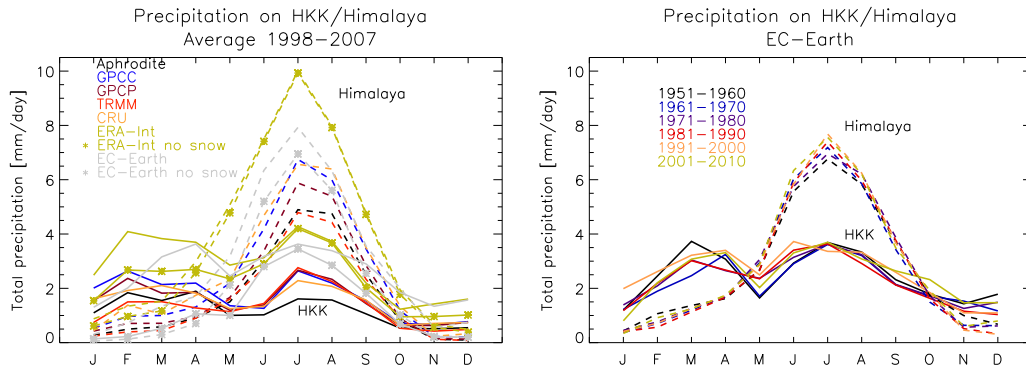 Precipitation on HKK/Himalaya
Average 1998-2007
Total precipitation [mm/day]
10
8
6
4
2
0
Aphrodite
GPCC
GPCP
TRMM
CRU
ERA-Int
* ERA-Int no snow
EC-Earth
* EC-Earth no snow
Himalaya
HKK
J F M A M J J A S O N D
Precipitation on HKK/Himalaya
EC-Earth
Total precipitation [mm/day]
10
8
6
4
2
0
1951-1960
1961-1970
1971-1980
1981-1990
1991-2000
2001-2010
Himalaya
HKK
J F M A M J J A S O N D